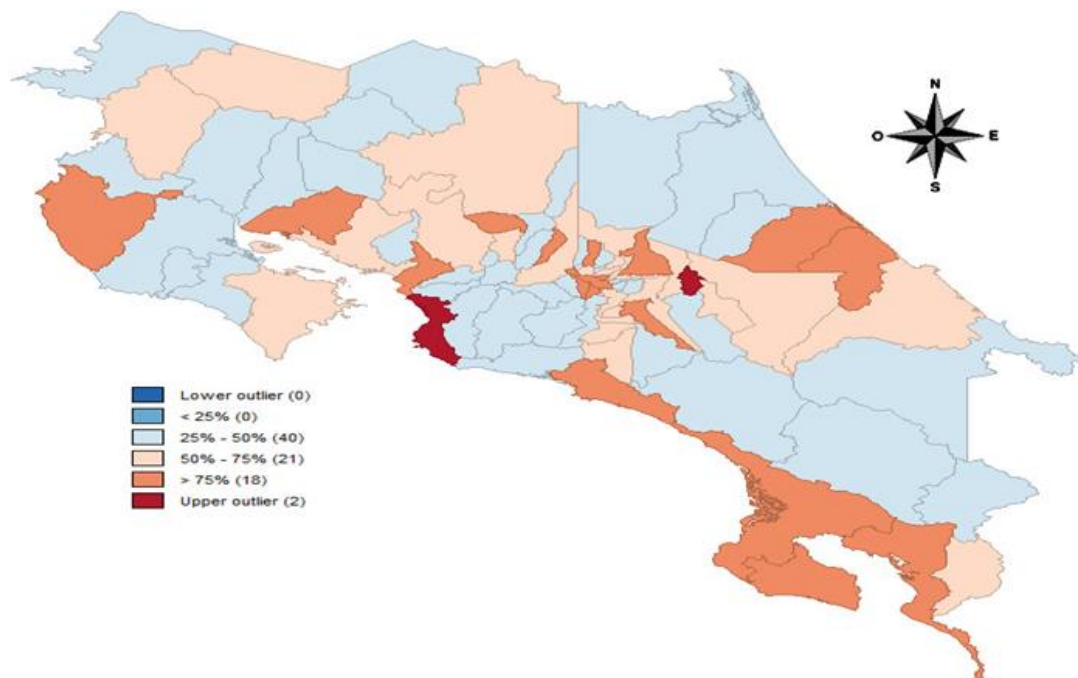 N
O E
S
Lower outlier (0)
< 25% (0)
25% - 50% (40)
50% - 75% (21)
> 75% (18)
Upper outlier (2)